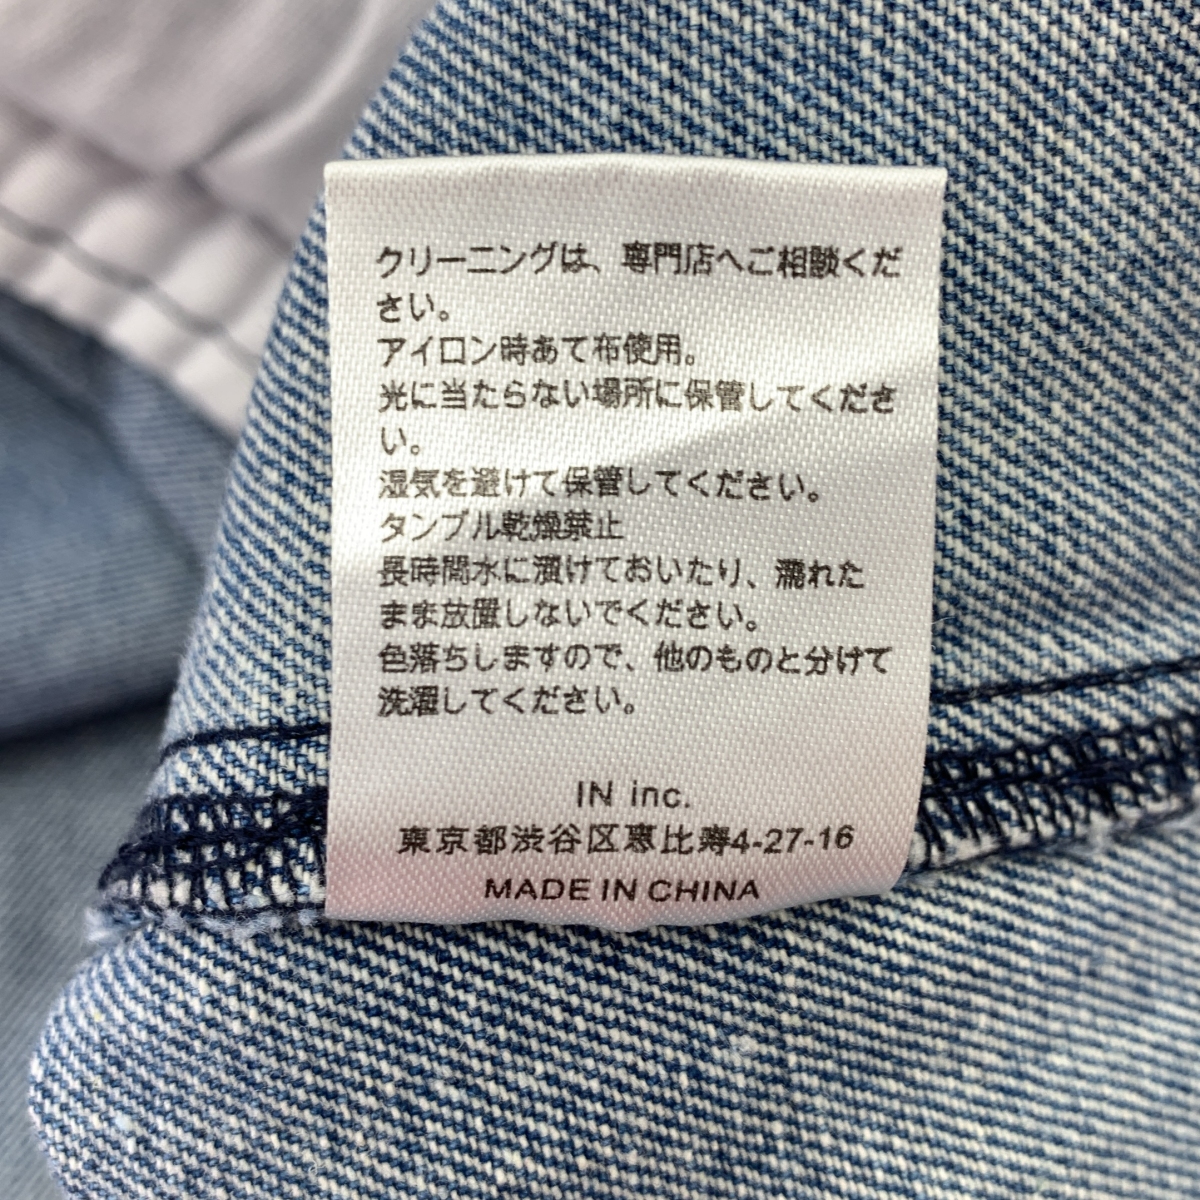 クリーニングは、専門店へご相談くだ
さい。
アイロン時あて布使用。
光に当たらない場所に保管してくださ
い。
湿気を避けて保管してください。
タンブル乾燥禁止
長時間水に漬けておいたり、濡れた
まま放置しないでください。
色落ちしますので、他のものと分けて
洗濯してください。
IN inc.
東京都渋谷区恵比寿4-27-16
MADE IN CHINA